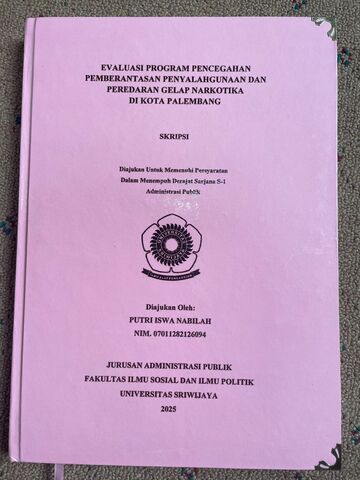 EVALUASI PROGRAM PENCEGAHAN
PEMBERANTASAN PENYALAHGUNAAN DAN
PEREDARAN GELAP NARKOTIKA
DI KOTA PALEMBANG
SKRIPSI
Diajukan Untuk Memenuhi Persyaratan
Dalam Menempuh Derajat Sarjana S-1
Administrasi Publik
Diajukan Oleh:
PUTRI ISWA NABILAH
NIM. 07011282126094
JURUSAN ADMINISTRASI PUBLIK
FAKULTAS ILMU SOSIAL DAN ILMU POLITIK
UNIVERSITAS SRIWIJAYA
2025